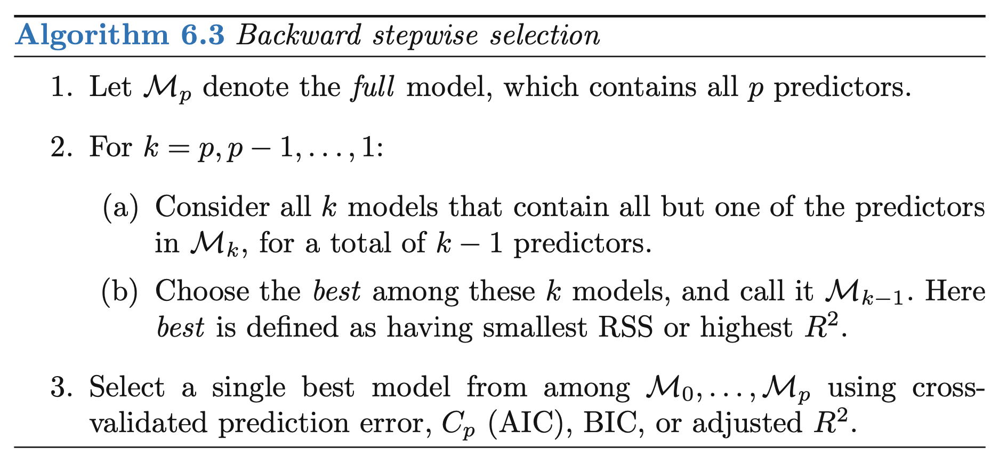 Algorithm 6.3 Backward stepwise selection
1. Let $\mathcal{M}_p$ denote the full model, which contains all $p$ predictors.
2. For $k = p, p - 1, \ldots, 1$:
(a) Consider all $k$ models that contain all but one of the predictors
in $\mathcal{M}_k$, for a total of $k - 1$ predictors.
(b) Choose the best among these $k$ models, and call it $\mathcal{M}_{k-1}$. Here
best is defined as having smallest RSS or highest $R^2$.
3. Select a single best model from among $\mathcal{M}_0, \ldots, \mathcal{M}_p$ using cross-
validated prediction error, $C_p$ (AIC), BIC, or adjusted $R^2$.